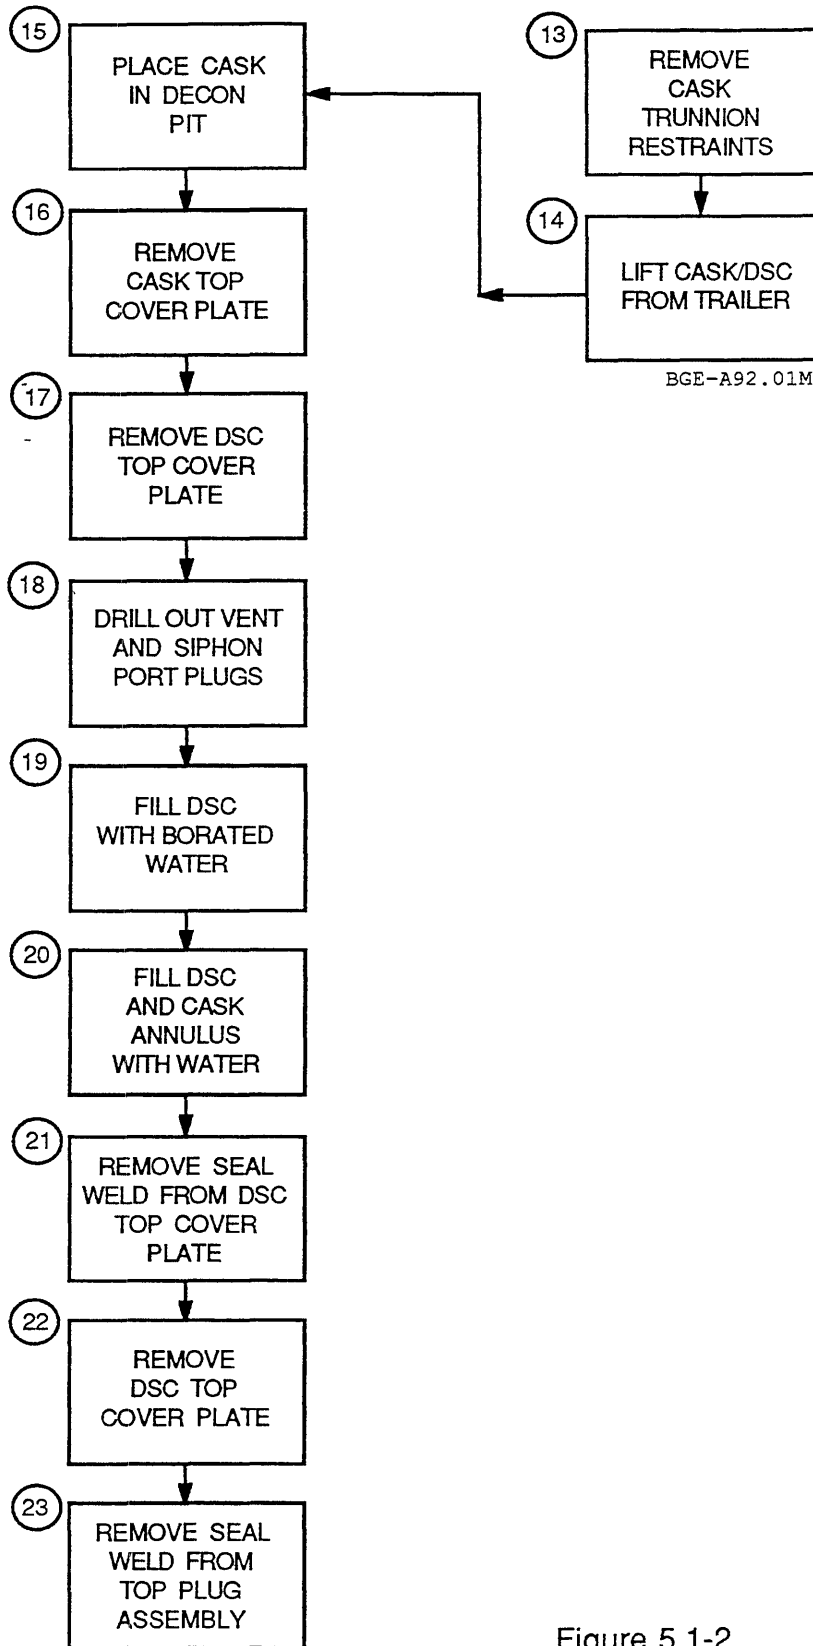 15
PLACE CASK
IN DECON
PIT
16
REMOVE
CASK TOP
COVER PLATE
17
REMOVE DSC
TOP COVER
PLATE
18
DRILL OUT VENT
AND SIPHON
PORT PLUGS
19
FILL DSC
WITH BORATED
WATER
20
FILL DSC
AND CASK
ANNULUS
WITH WATER
21
REMOVE SEAL
WELD FROM DSC
TOP COVER
PLATE
22
REMOVE
DSC TOP
COVER PLATE
23
REMOVE SEAL
WELD FROM
TOP PLUG
ASSEMBLY
13
REMOVE
CASK
TRUNNION
RESTRAINTS
14
LIFT CASK/DSC
FROM TRAILER
BGE-A92.01M
Figure 5.1-2